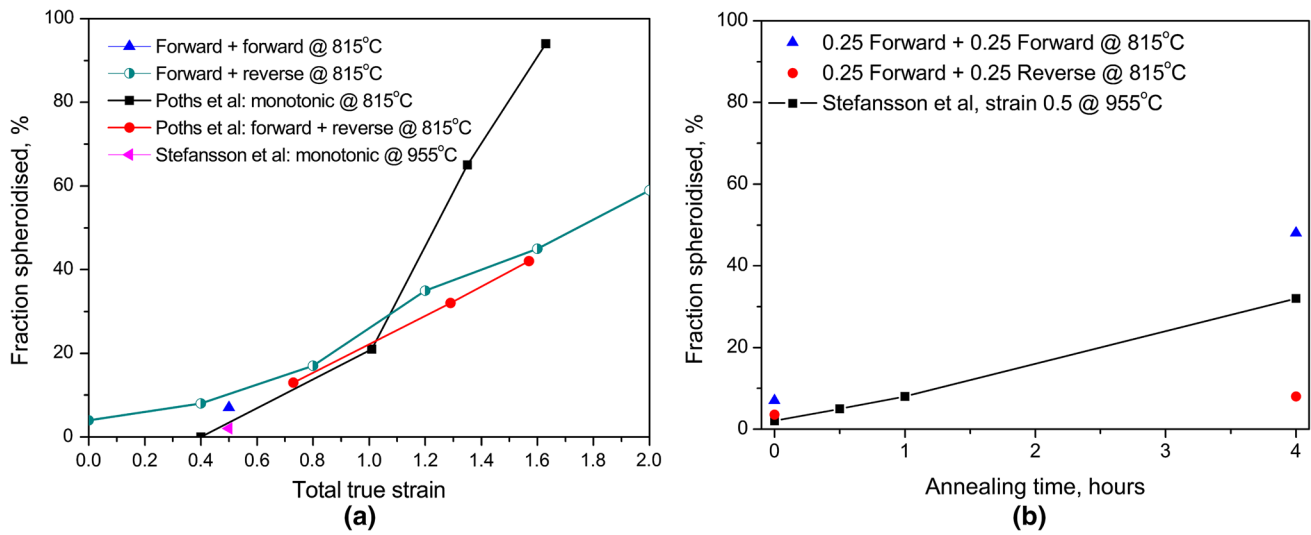 100
80
60
40
20
0
Fraction spheroidised, %
Forward + forward @ 815°C
Forward + reverse @ 815°C
Poths et al: monotonic @ 815°C
Poths et al: forward + reverse @ 815°C
Stefansson et al: monotonic @ 955°C
0.0 0.2 0.4 0.6 0.8 1.0 1.2 1.4 1.6 1.8 2.0
Total true strain
(a)
100
80
60
40
20
0
Fraction spheroidised, %
0.25 Forward + 0.25 Forward @ 815°C
0.25 Forward + 0.25 Reverse @ 815°C
Stefansson et al, strain 0.5 @ 955°C
0 1 2 3 4
Annealing time, hours
(b)